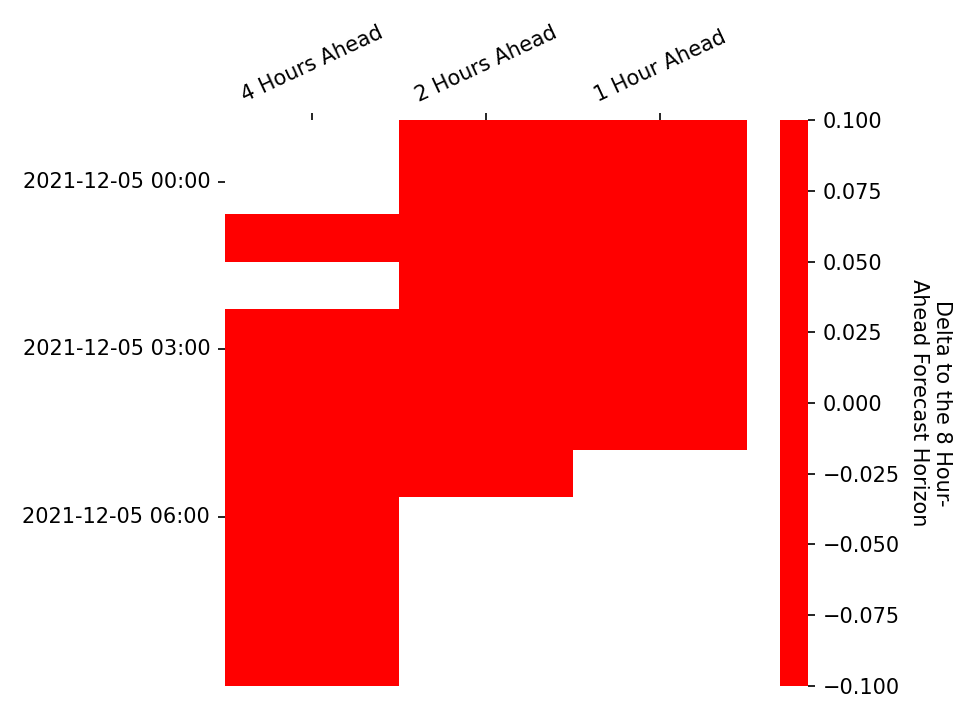 4 Hours Ahead
2 Hours Ahead
1 Hour Ahead
2021-12-05 00:00
2021-12-05 03:00
2021-12-05 06:00
0.100
0.075
0.050
0.025
0.000
−0.025
−0.050
−0.075
−0.100
Delta to the 8 Hour-
Ahead Forecast Horizon